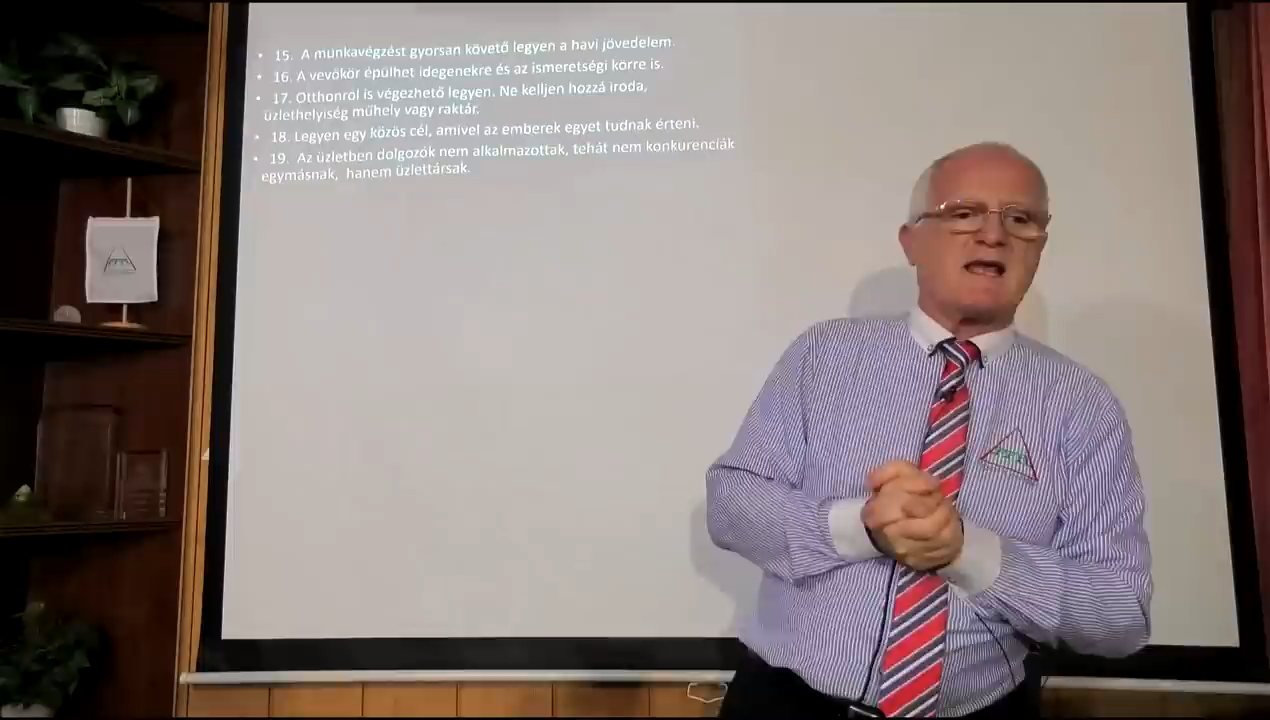 • 15. A munkavégzést gyorsan követő legyen a havi jövedelem.
• 16. A vevőkör épülhet idegenekre és az ismeretségi körre is.
• 17. Otthonrol is végezhető legyen. Ne kelljen hozzá iroda,
üzlethelyiség műhely vagy raktár.
• 18. Legyen egy közös cél, amivel az emberek egyet tudnak érteni.
• 19. Az üzletben dolgozók nem alkalmazottak, tehát nem konkurenciák
egymásnak, hanem üzlettársak.